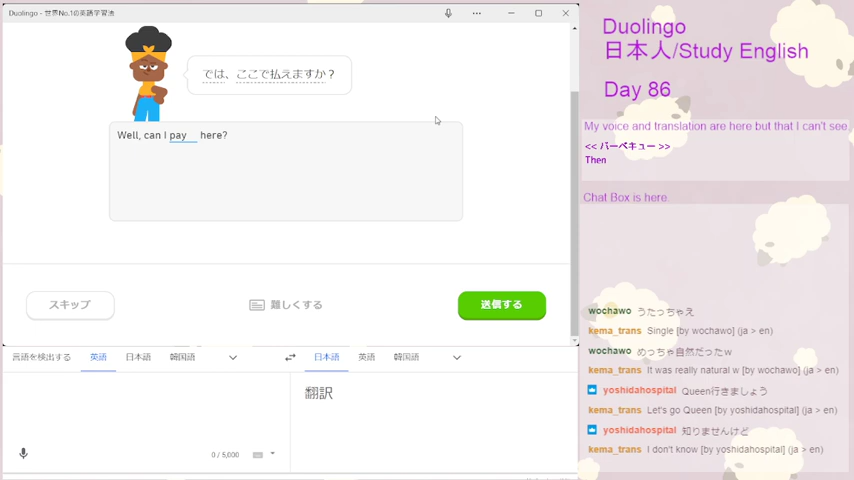 Duolingo - 世界No.1の英語学習法
では、ここで払えますか？
Well, can I pay here?
スキップ
難しくする
送信する
言語を検出する 英語 日本語 韓国語
日本語 英語 韓国語
翻訳
0 / 5,000
Duolingo
日本人/Study English
Day 86
My voice and translation are here but that I can't see
<< バーベキュー >>
Then
Chat Box is here.
wochawo うたっちゃえ
kema_trans Single [by wochawo] (ja > en)
wochawo めっちゃ自然だったｗ
kema_trans It was really natural w [by wochawo] (ja > en)
yoshidahospital Queen行きましょう
kema_trans Let's go Queen [by yoshidahospital] (ja > en)
yoshidahospital 知りませんけど
kema_trans I don't know [by yoshidahospital] (ja > en)